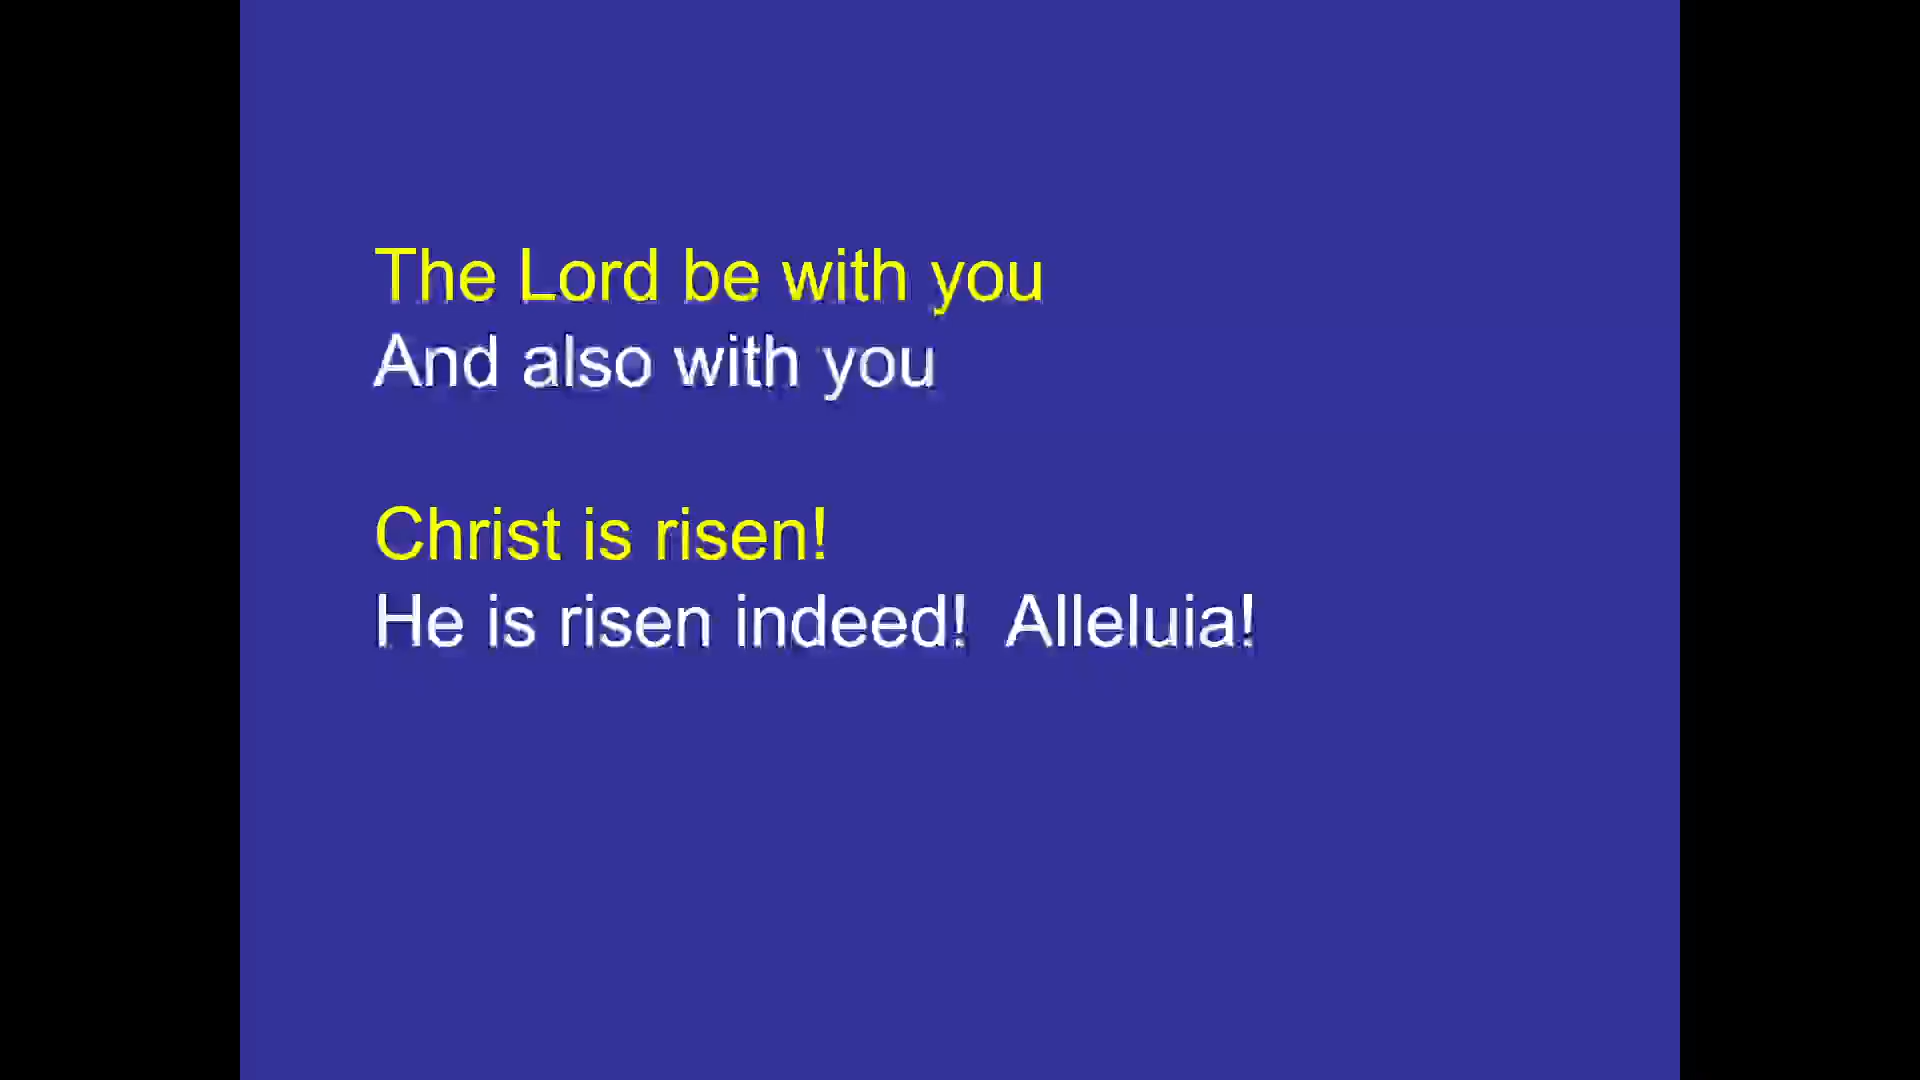 The Lord be with you
And also with you
Christ is risen!
He is risen indeed!  Alleluia!